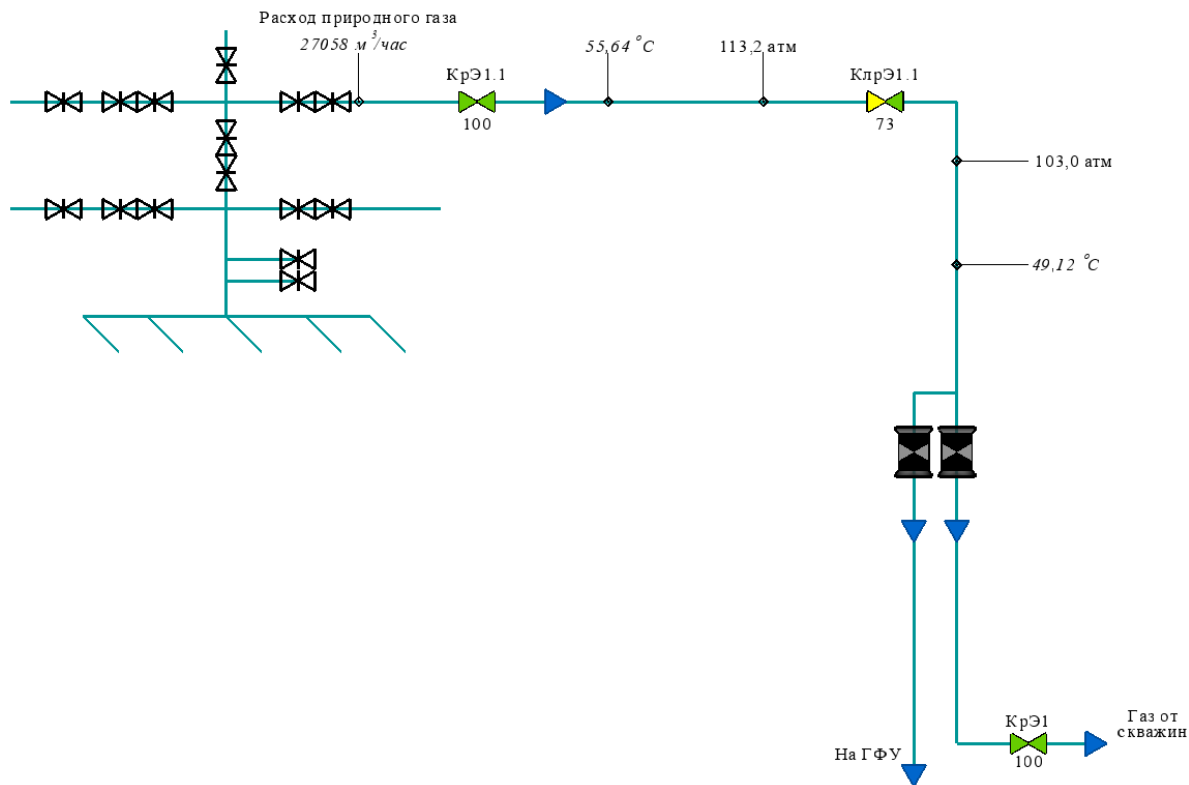 Расход природного газа
27058 м³/час
55,64 °C
113,2 атм
КрЭ1.1
КлрЭ1.1
100
73
103,0 атм
49,12 °C
Газ от
скважин
КрЭ1
На ГФУ
100